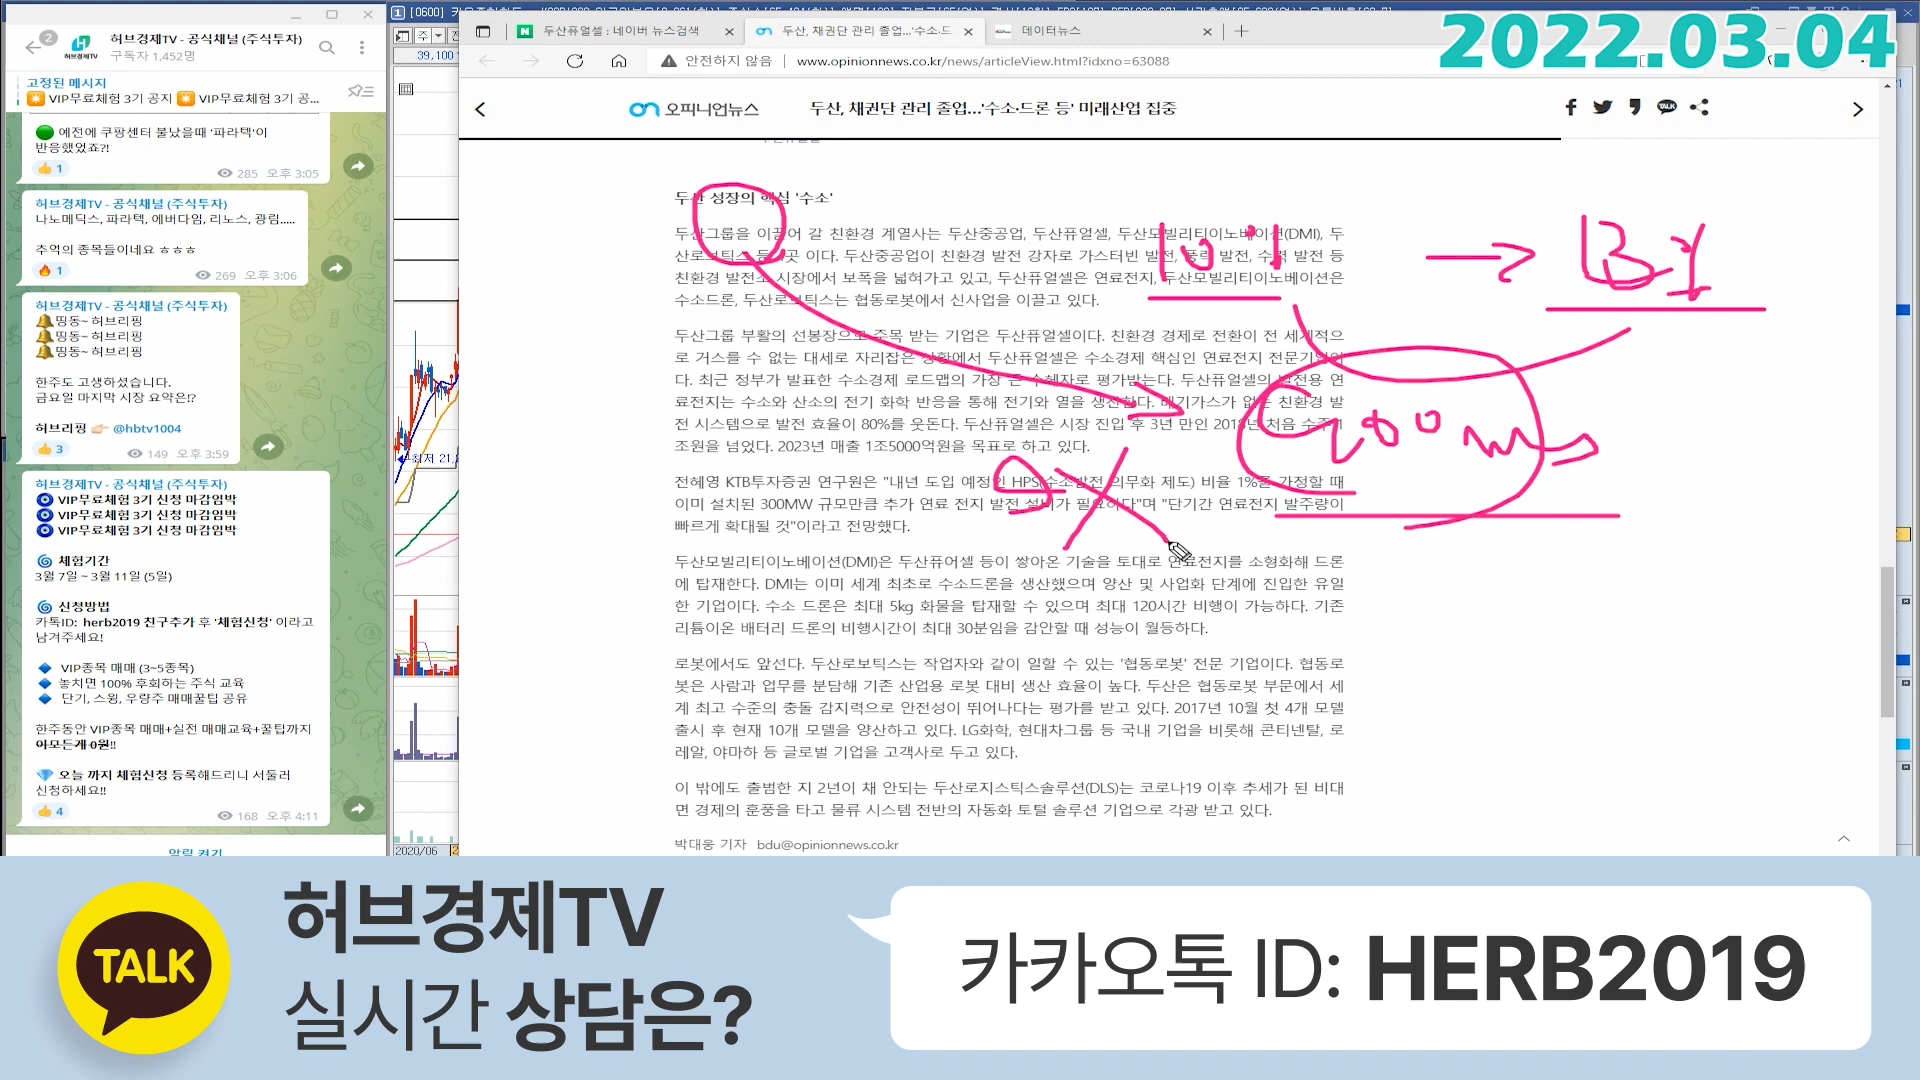 2022.03.04
허브경제TV - 공식채널 (주식투자)
구독자 1,452명
고정된 메시지
VIP무료체험 3기 공지 VIP무료체험 3기 공...
예전에 쿠팡센터 불났을때 '파라텍'이
반응했었죠?!
1
285 오후 3:05
허브경제TV - 공식채널 (주식투자)
나노메딕스, 파라텍, 에버다임, 리노스, 광림.....
추억의 종목들이네요 ㅎㅎㅎ
1
269 오후 3:06
허브경제TV - 공식채널 (주식투자)
띵동~ 허브리핑
띵동~ 허브리핑
띵동~ 허브리핑
한주도 고생하셨습니다.
금요일 마지막 시장 요약은!?
허브리핑 @hbtv1004
3
149 오후 3:59
허브경제TV - 공식채널 (주식투자)
VIP무료체험 3기 신청 마감임박
VIP무료체험 3기 신청 마감임박
VIP무료체험 3기 신청 마감임박
체험기간
3월 7일 ~ 3월 11일 (5일)
신청방법
카톡ID: herb2019 친구추가 후 '체험신청' 이라고
남겨주세요!
VIP종목 매매 (3~5종목)
놓치면 100% 후회하는 주식 교육
단기, 스윙, 우량주 매매꿀팁 공유
한주동안 VIP종목 매매+실전 매매교육+꿀팁까지
이모든게 0원!!
오늘 까지 체험신청 등록해드리니 서둘러
신청하세요!!
4
168 오후 4:11
알림 켜기
39,100
2020/06
두산퓨얼셀 : 네이버 뉴스검색
두산, 채권단 관리 졸업...'수소·드
데이터뉴스
안전하지 않음 | www.opinionnews.co.kr/news/articleView.html?idxno=63088
오피니언뉴스
두산, 채권단 관리 졸업...'수소·드론 등' 미래산업 집중
두산 성장의 핵심 '수소'
두산그룹을 이끌어 갈 친환경 계열사는 두산중공업, 두산퓨얼셀, 두산모빌리티이노베이션(DMI), 두
산로보틱스 등 곳 이다. 두산중공업이 친환경 발전 강자로 가스터빈 발전, 풍력 발전, 수력 발전 등
친환경 발전소 시장에서 보폭을 넓혀가고 있고, 두산퓨얼셀은 연료전지, 두산모빌리티이노베이션은
수소드론, 두산로보틱스는 협동로봇에서 신사업을 이끌고 있다.
두산그룹 부활의 선봉장으로 주목 받는 기업은 두산퓨얼셀이다. 친환경 경제로 전환이 전 세계적으
로 거스를 수 없는 대세로 자리잡은 상황에서 두산퓨얼셀은 수소경제 핵심인 연료전지 전문기업이
다. 최근 정부가 발표한 수소경제 로드맵의 가장 큰 수혜자로 평가받는다. 두산퓨얼셀의 발전용 연
료전지는 수소와 산소의 전기 화학 반응을 통해 전기와 열을 생산한다. 배기가스가 없는 친환경 발
전 시스템으로 발전 효율이 80%를 웃돈다. 두산퓨얼셀은 시장 진입 후 3년 만인 2018년 처음 수주 1
조원을 넘었다. 2023년 매출 1조5000억원을 목표로 하고 있다.
전혜영 KTB투자증권 연구원은 "내년 도입 예정인 HPS(수소발전 의무화 제도) 비율 1%를 가정할 때
이미 설치된 300MW 규모만큼 추가 연료 전지 발전 설비가 필요하다"며 "단기간 연료전지 발주량이
빠르게 확대될 것"이라고 전망했다.
두산모빌리티이노베이션(DMI)은 두산퓨어셀 등이 쌓아온 기술을 토대로 연료전지를 소형화해 드론
에 탑재한다. DMI는 이미 세계 최초로 수소드론을 생산했으며 양산 및 사업화 단계에 진입한 유일
한 기업이다. 수소 드론은 최대 5kg 화물을 탑재할 수 있으며 최대 120시간 비행이 가능하다. 기존
리튬이온 배터리 드론의 비행시간이 최대 30분임을 감안할 때 성능이 월등하다.
로봇에서도 앞선다. 두산로보틱스는 작업자와 같이 일할 수 있는 '협동로봇' 전문 기업이다. 협동로
봇은 사람과 업무를 분담해 기존 산업용 로봇 대비 생산 효율이 높다. 두산은 협동로봇 부문에서 세
계 최고 수준의 충돌 감지력으로 안전성이 뛰어나다는 평가를 받고 있다. 2017년 10월 첫 4개 모델
출시 후 현재 10개 모델을 양산하고 있다. LG화학, 현대차그룹 등 국내 기업을 비롯해 콘티넨탈, 로
레알, 야마하 등 글로벌 기업을 고객사로 두고 있다.
이 밖에도 출범한 지 2년이 채 안되는 두산로지스틱스솔루션(DLS)는 코로나19 이후 추세가 된 비대
면 경제의 훈풍을 타고 물류 시스템 전반의 자동화 토털 솔루션 기업으로 각광 받고 있다.
박대웅 기자 bdu@opinionnews.co.kr
TALK
허브경제TV
실시간 상담은?
카카오톡 ID: HERB2019